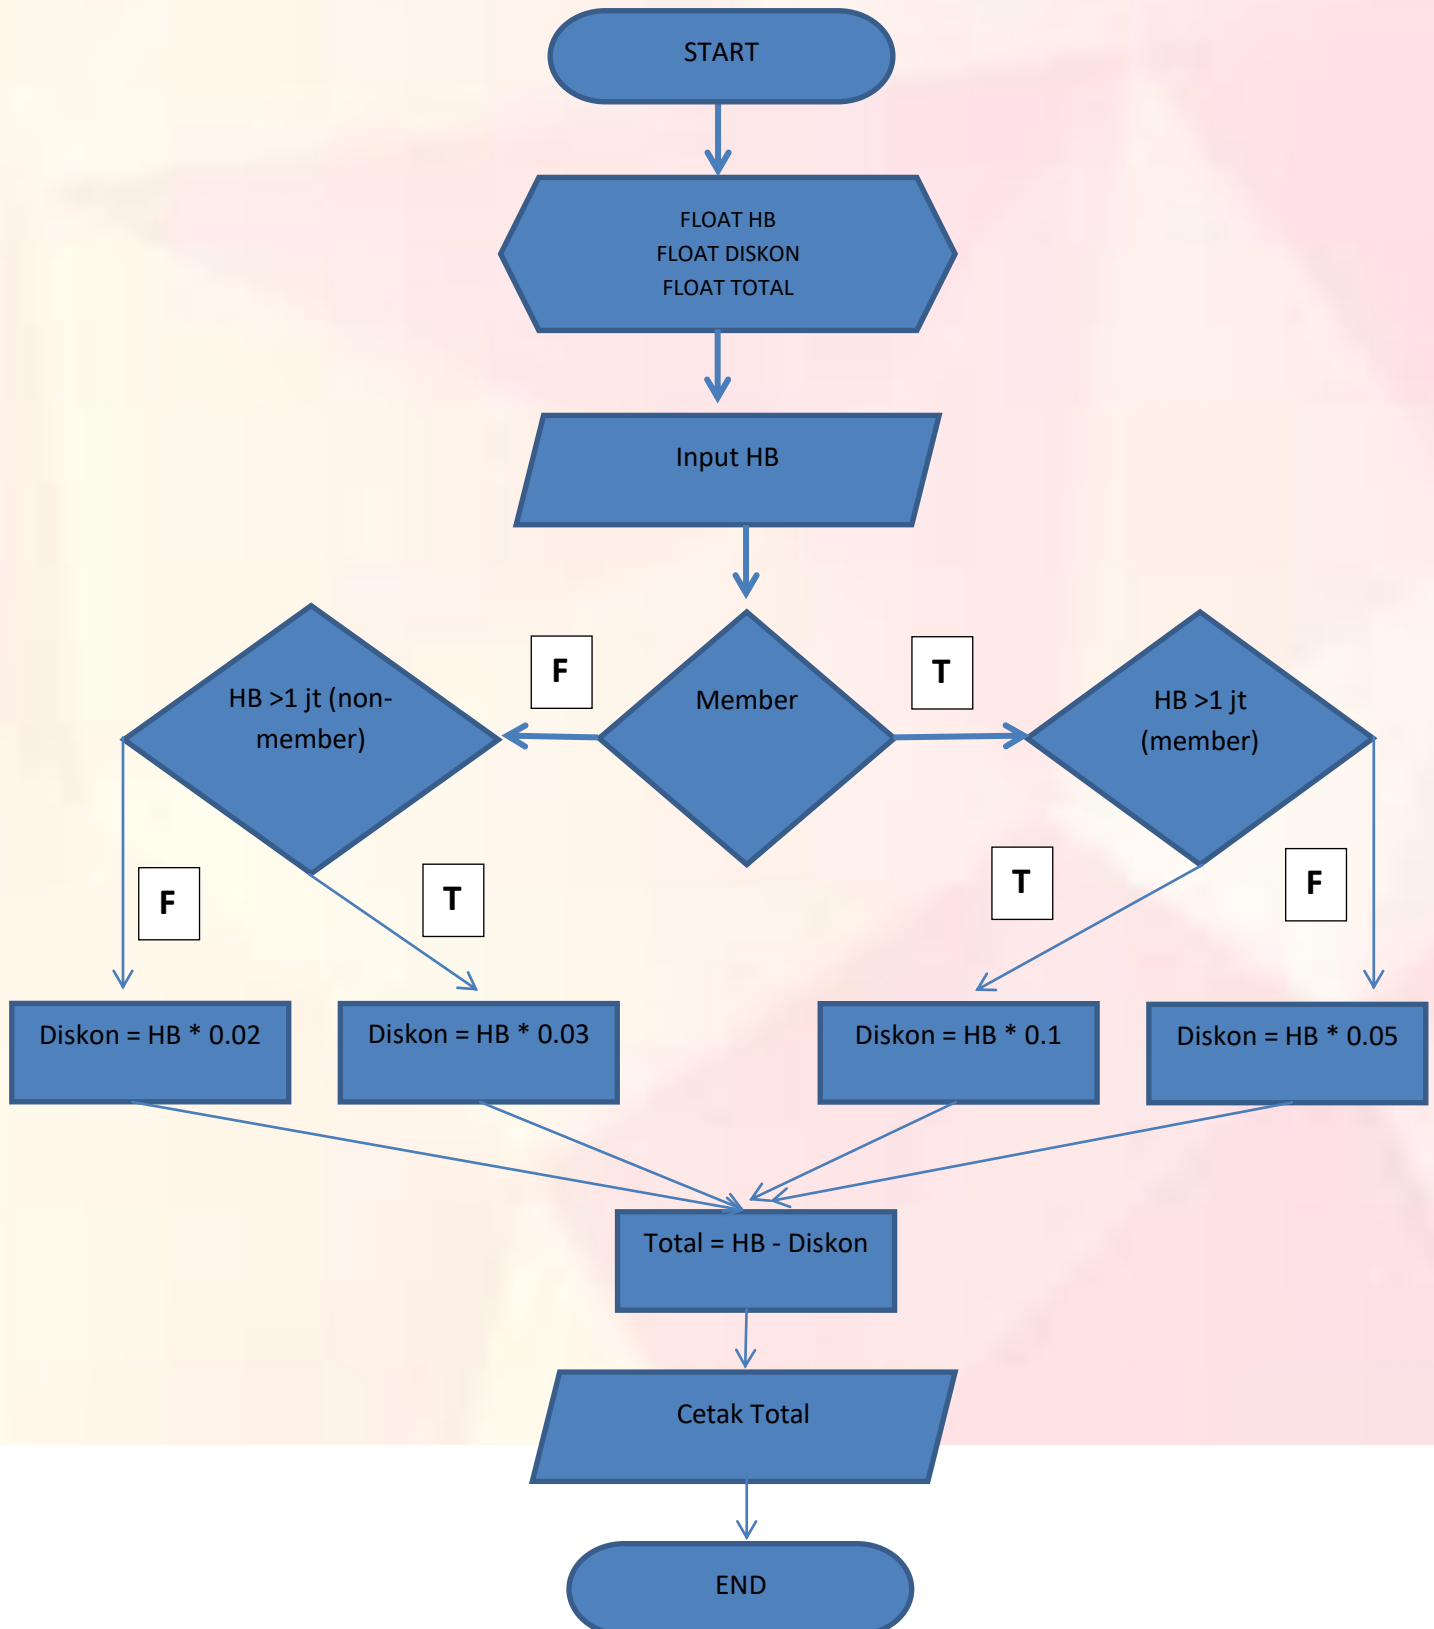 START
FLOAT HB
FLOAT DISKON
FLOAT TOTAL
Input HB
F
T
HB >1 jt (non-
member)
Member
HB >1 jt
(member)
F
T
T
F
Diskon = HB * 0.02
Diskon = HB * 0.03
Diskon = HB * 0.1
Diskon = HB * 0.05
Total = HB - Diskon
Cetak Total
END